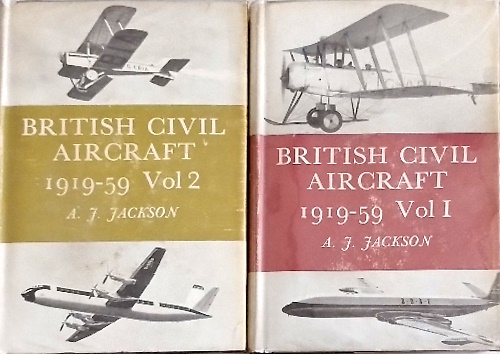 BRITISH CIVIL
AIRCRAFT
1919-59 Vol 2
A. J. JACKSON
BRITISH CIVIL
AIRCRAFT
1919-59 Vol I
A. J. JACKSON